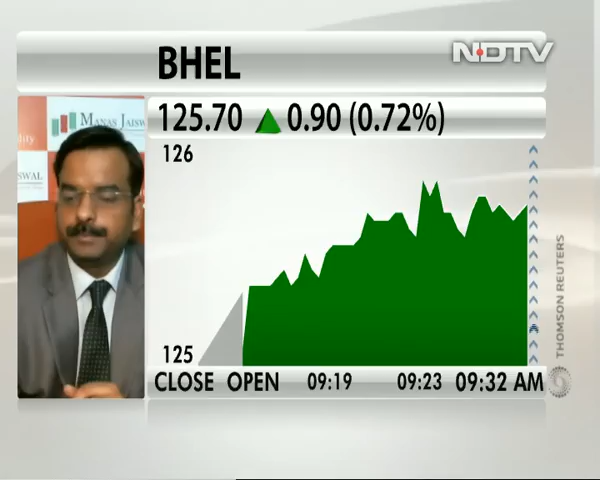 BHEL
NDTV
125.70 ▲ 0.90 (0.72%)
MANAS JAISW
lity
SWAL
126
125
CLOSE OPEN 09:19 09:23 09:32 AM
THOMSON REUTERS